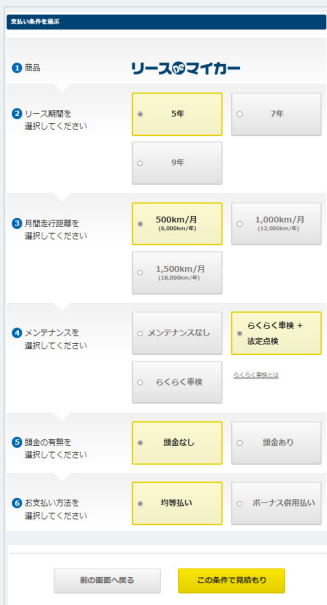 支払い条件を選ぶ
1 商品
リースDeマイカー
2 リース期間を
選択してください
5年
7年
9年
3 月間走行距離を
選択してください
500km/月
(6,000km/年)
1,000km/月
(12,000km/年)
1,500km/月
(18,000km/年)
4 メンテナンスを
選択してください
メンテナンスなし
らくらく車検 +
法定点検
らくらく車検
らくらく車検とは
5 頭金の有無を
選択してください
頭金なし
頭金あり
6 お支払い方法を
選択してください
均等払い
ボーナス併用払い
前の画面へ戻る
この条件で見積もり